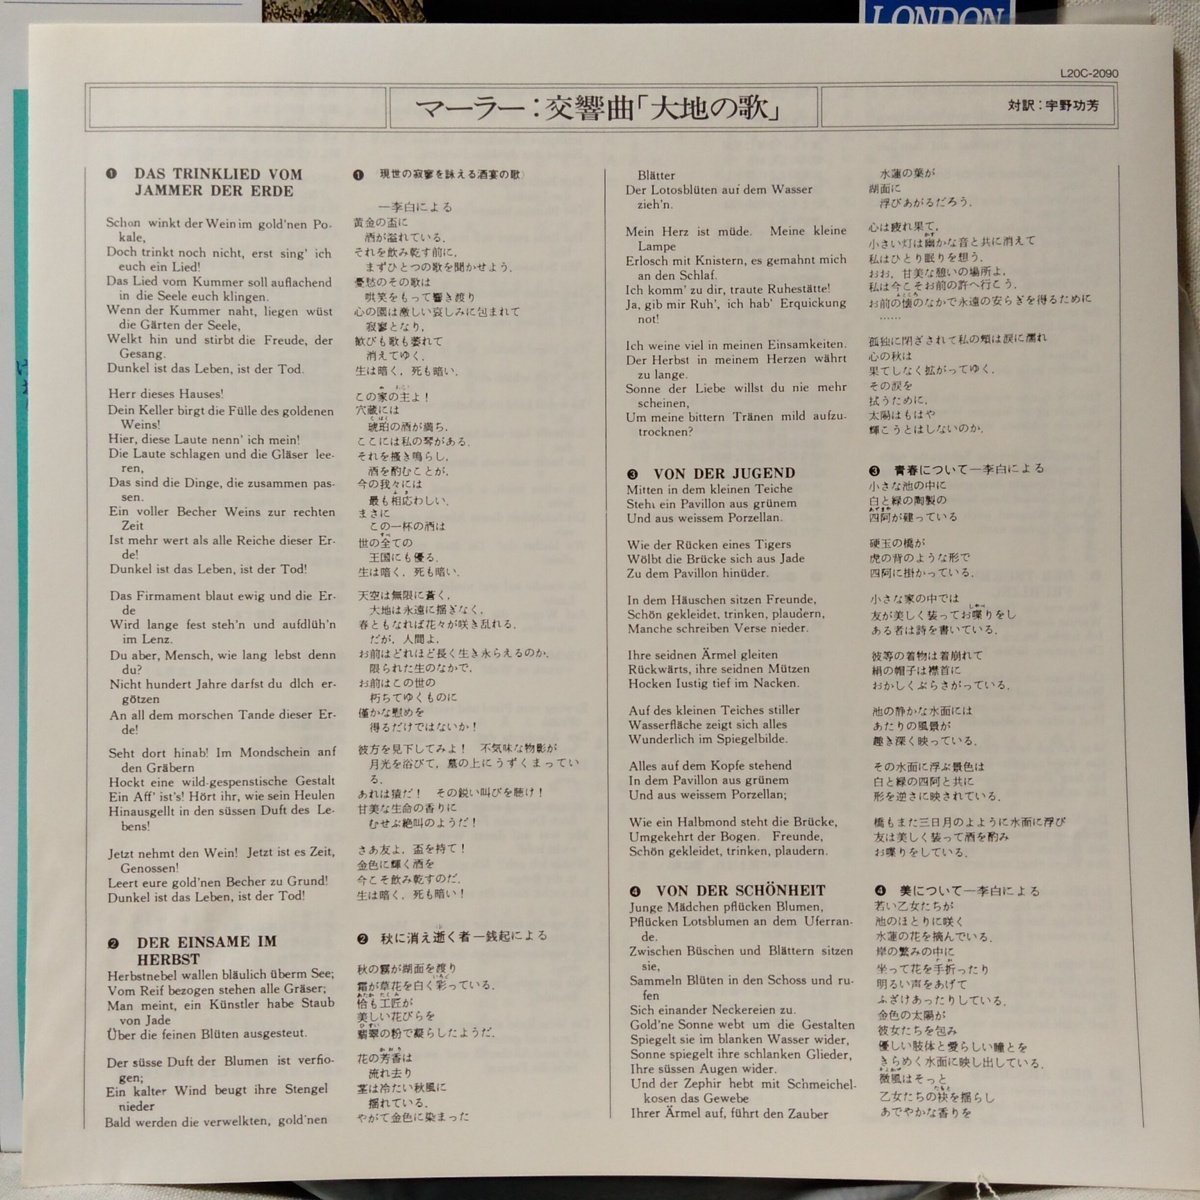 LONDON
L20C-2090
マーラー：交響曲「大地の歌」
対訳：宇野功芳
❶ DAS TRINKLIED VOM
JAMMER DER ERDE
Schon winkt der Wein im gold'nen Po-
kale,
Doch trinkt noch nicht, erst sing' ich
euch ein Lied!
Das Lied vom Kummer soll auflachend
in die Seele euch klingen.
Wenn der Kummer naht, liegen wüst
die Gärten der Seele,
Welkt hin und stirbt die Freude, der
Gesang.
Dunkel ist das Leben, ist der Tod.
Herr dieses Hauses!
Dein Keller birgt die Fülle des goldenen
Weins!
Hier, diese Laute nenn' ich mein!
Die Laute schlagen und die Gläser lee-
ren,
Das sind die Dinge, die zusammen pas-
sen.
Ein voller Becher Weins zur rechten
Zeit
Ist mehr wert als alle Reiche dieser Er-
de!
Dunkel ist das Leben, ist der Tod!
Das Firmament blaut ewig und die Er-
de
Wird lange fest steh'n und aufdlüh'n
im Lenz.
Du aber, Mensch, wie lang lebst denn
du?
Nicht hundert Jahre darfst du dlch er-
götzen
An all dem morschen Tande dieser Er-
de!
Seht dort hinab! Im Mondschein anf
den Gräbern
Hockt eine wild-gespenstische Gestalt
Ein Aff' ist's! Hört ihr, wie sein Heulen
Hinausgellt in den süssen Duft des Le-
bens!
Jetzt nehmt den Wein! Jetzt ist es Zeit,
Genossen!
Leert eure gold'nen Becher zu Grund!
Dunkel ist das Leben, ist der Tod!
❷ DER EINSAME IM
HERBST
Herbstnebel wallen bläulich überm See;
Vom Reif bezogen stehen alle Gräser;
Man meint, ein Künstler habe Staub
von Jade
Über die feinen Blüten ausgesteut.
Der süsse Duft der Blumen ist verfio-
gen;
Ein kalter Wind beugt ihre Stengel
nieder
Bald werden die verwelkten, gold'nen
❶ 現世の寂寥を詠える酒宴の歌）
―李白による
黄金の盃に
酒が溢れている．
それを飲み乾す前に，
まずひとつの歌を聞かせよう．
憂愁のその歌は
哄笑をもって響き渡り
心の園は激しい哀しみに包まれて
寂寥となり，
歓びも歌も萎れて
消えてゆく．
生は暗く，死も暗い．
この家の主よ！
穴蔵には
琥珀の酒が満ち．
ここには私の琴がある．
それを掻き鳴らし，
酒を酌むことが，
今の我々には
最も相応わしい．
まさに
この一杯の酒は
世の全ての
王国にも優る．
生は暗く，死も暗い．
天空は無限に蒼く，
大地は永遠に揺ぎなく，
春ともなれば花々が咲き乱れる．
だが，人間よ，
お前はどれほど長く生き永らえるのか．
限られた生のなかで，
お前はこの世の
朽ちてゆくものに
僅かな慰めを
得るだけではないか！
彼方を見下してみよ！ 不気味な物影が
月光を浴びて，墓の上にうずくまってい
る．
あれは猿だ！ その鋭い叫びを聴け！
甘美な生命の香りに
むせぶ絶叫のようだ！
さあ友よ，盃を持て！
金色に輝く酒を
今こそ飲み乾すのだ．
生は暗く，死も暗い！
❷ 秋に消え逝く者―銭起による
秋の霧が湖面を渡り
霜が草花を白く彩っている．
恰も工匠が
美しい花びらを
翡翠の粉で凝らしたようだ．
花の芳香は
流れ去り
茎は冷たい秋風に
揺れている．
やがて金色に染まった
Blätter
Der Lotosblüten auf dem Wasser
zieh'n.
Mein Herz ist müde. Meine kleine
Lampe
Erlosch mit Knistern, es gemahnt mich
an den Schlaf.
Ich komm' zu dir, traute Ruhestätte!
Ja, gib mir Ruh', ich hab' Erquickung
not!
Ich weine viel in meinen Einsamkeiten.
Der Herbst in meinem Herzen währt
zu lange.
Sonne der Liebe willst du nie mehr
scheinen,
Um meine bittern Tränen mild aufzu-
trocknen?
❸ VON DER JUGEND
Mitten in dem kleinen Teiche
Steht ein Pavillon aus grünem
Und aus weissem Porzellan.
Wie der Rücken eines Tigers
Wölbt die Brücke sich aus Jade
Zu dem Pavillon hinüder.
In dem Häuschen sitzen Freunde,
Schön gekleidet, trinken, plaudern,
Manche schreiben Verse nieder.
Ihre seidnen Ärmel gleiten
Rückwärts, ihre seidnen Mützen
Hocken Iustig tief im Nacken.
Auf des kleinen Teiches stiller
Wasserfläche zeigt sich alles
Wunderlich im Spiegelbilde.
Alles auf dem Kopfe stehend
In dem Pavillon aus grünem
Und aus weissem Porzellan;
Wie ein Halbmond steht die Brücke,
Umgekehrt der Bogen. Freunde,
Schön gekleidet, trinken, plaudern.
❹ VON DER SCHÖNHEIT
Junge Mädchen pflücken Blumen,
Pflücken Lotsblumen an dem Uferran-
de.
Zwischen Büschen und Blättern sitzen
sie,
Sammeln Blüten in den Schoss und ru-
fen
Sich einander Neckereien zu.
Gold'ne Sonne webt um die Gestalten
Spiegelt sie im blanken Wasser wider,
Sonne spiegelt ihre schlanken Glieder,
Ihre süssen Augen wider.
Und der Zephir hebt mit Schmeichel-
kosen das Gewebe
Ihrer Ärmel auf, führt den Zauber
水蓮の葉が
湖面に
浮びあがるだろう．
心は疲れ果て，
小さい灯は幽かな音と共に消えて
私はひとり眠りを想う．
おお，甘美な憩いの場所よ，
私は今こそお前の許へ行こう．
お前の懐のなかで永遠の安らぎを得るために
……
孤独に閉ざされて私の頬は涙に濡れ
心の秋は
果てしなく拡がってゆく．
その涙を
拭うために，
太陽はもはや
輝こうとはしないのか．
❸ 青春について―李白による
小さな池の中に
白と緑の陶製の
四阿が建っている
硬玉の橋が
虎の背のような形で
四阿に掛かっている．
小さな家の中では
友が美しく装ってお喋りをし
ある者は詩を書いている．
彼等の着物は着崩れて
絹の帽子は襟首に
おかしくぶらさがっている．
池の静かな水面には
あたりの風景が
趣き深く映っている．
その水面に浮ぶ景色は
白と緑の四阿と共に
形を逆さに映されている．
橋もまた三日月のよように水面に浮び
友は美しく装って酒を酌み
お喋りをしている．
❹ 美について―李白による
若い乙女たちが
池のほとりに咲く
水蓮の花を摘んでいる．
岸の繁みの中に
坐って花を手折ったり
明るい声をあげて
ふざけあったりしている．
金色の太陽が
彼女たちを包み
優しい肢体と愛らしい瞳とを
きらめく水面に映し出している．
微風はそっと
乙女たちの袂を揺らし
あでやかな香りを